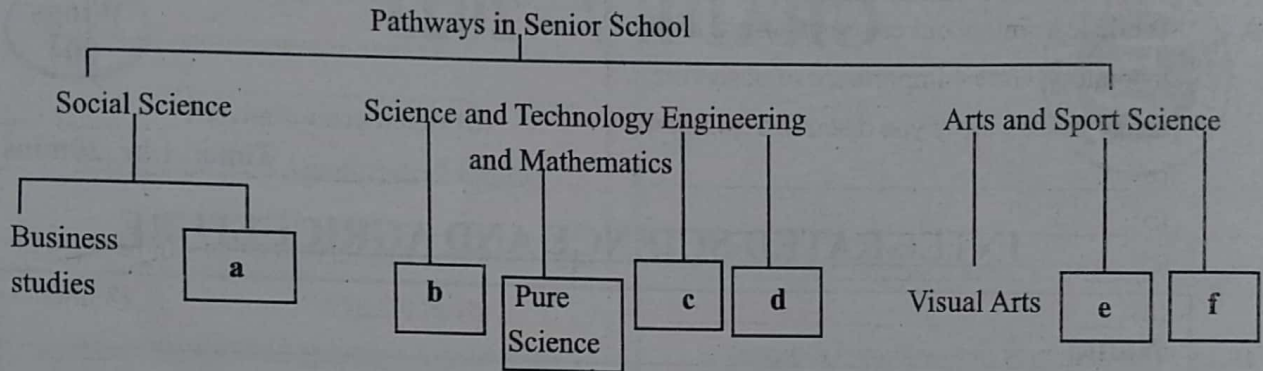 Pathways in Senior School
Social Science
Science and Technology Engineering
and Mathematics
Arts and Sport Science
Business
studies
a
b
Pure
Science
c
d
Visual Arts
e
f